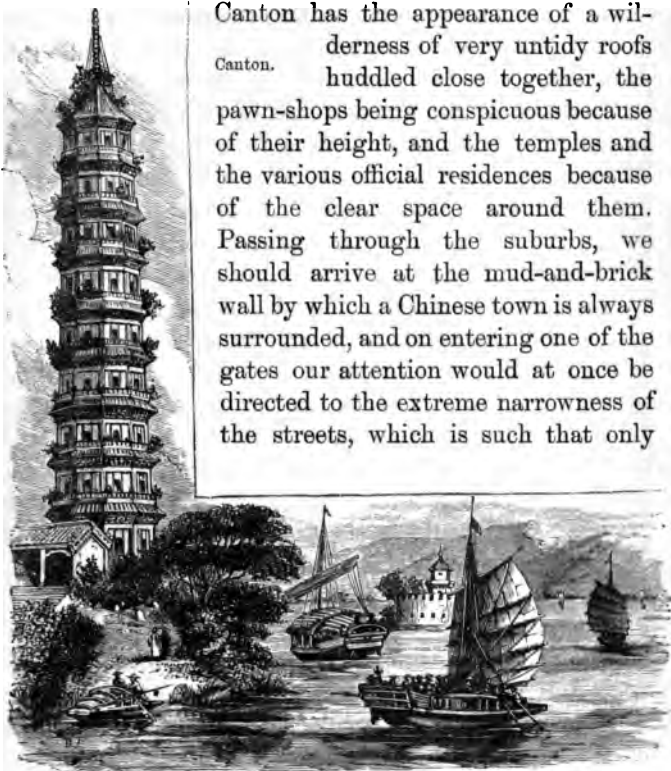 Canton has the appearance of a wil-
derness of very untidy roofs
Canton.
huddled close together, the
pawn-shops being conspicuous because
of their height, and the temples and
the various official residences because
of the clear space around them.
Passing through the suburbs, we
should arrive at the mud-and-brick
wall by which a Chinese town is always
surrounded, and on entering one of the
gates our attention would at once be
directed to the extreme narrowness of
the streets, which is such that only